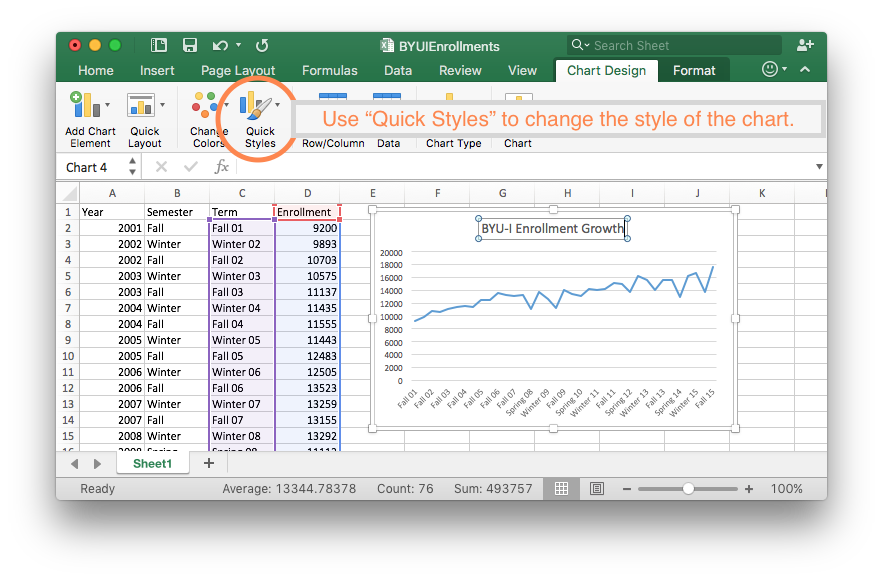 BYUIEnrollments
Search Sheet
Home Insert Page Layout Formulas Data Review View Chart Design Format
Add Chart Element
Quick Layout
Change Colors
Quick Styles
Use “Quick Styles” to change the style of the chart.
Row/Column Data Chart Type Chart
Chart 4 fx
A B C D E F G H I J K
1 Year Semester Term Enrollment
2 2001 Fall Fall 01 9200
3 2002 Winter Winter 02 9893
4 2002 Fall Fall 02 10703
5 2003 Winter Winter 03 10575
6 2003 Fall Fall 03 11137
7 2004 Winter Winter 04 11435
8 2004 Fall Fall 04 11555
9 2005 Winter Winter 05 11443
10 2005 Fall Fall 05 12483
11 2006 Winter Winter 06 12505
12 2006 Fall Fall 06 13523
13 2007 Winter Winter 07 13259
14 2007 Fall Fall 07 13155
15 2008 Winter Winter 08 13292
BYU-I Enrollment Growth
20000
18000
16000
14000
12000
10000
8000
6000
4000
2000
0
Fall 01 Fall 02 Fall 03 Fall 04 Fall 05 Fall 06 Fall 07 Spring 08 Winter 09 Fall 09 Spring 10 Winter 11 Fall 11 Spring 12 Winter 13 Fall 13 Spring 14 Winter 15 Fall 15
Sheet1 +
Ready Average: 13344.78378 Count: 76 Sum: 493757 100%